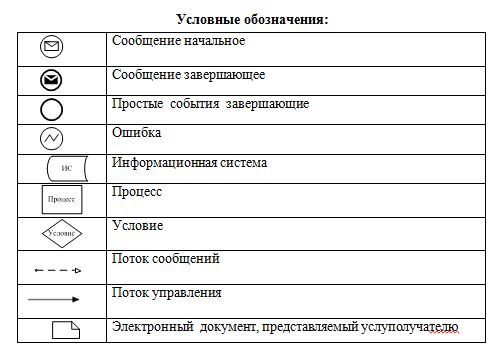 Условные обозначения:
Сообщение начальное
Сообщение завершающее
Простые события завершающие
Ошибка
ИС
Информационная система
Процесс
Процесс
Условие
Условие
Поток сообщений
Поток управления
Электронный документ, представляемый услуполучателю